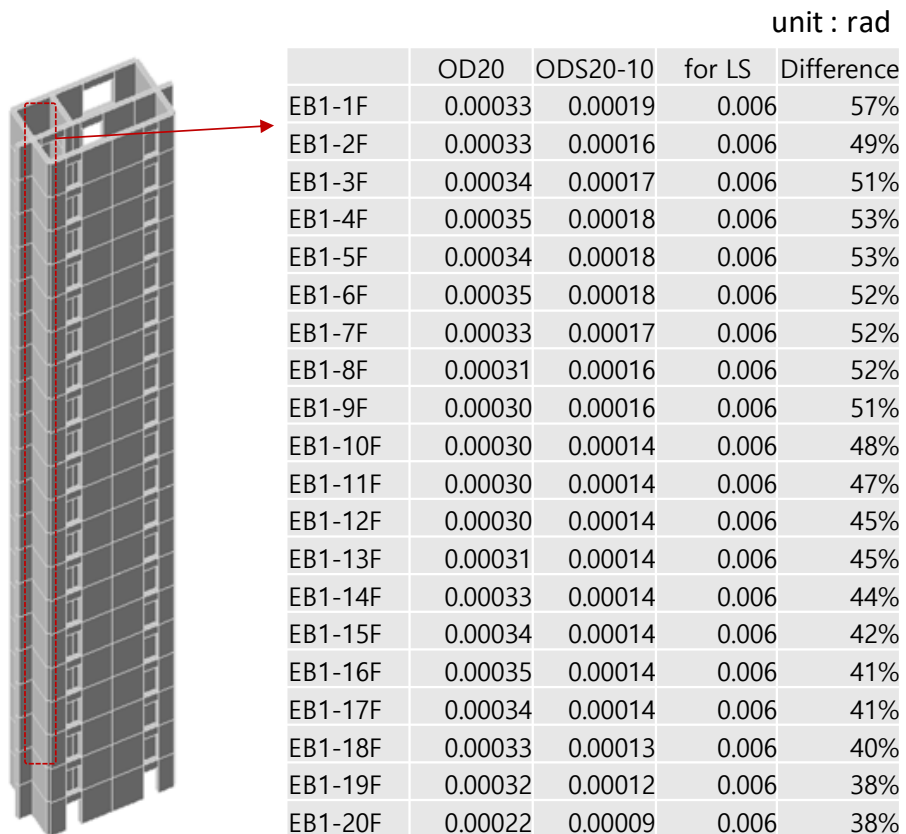 unit : rad
OD20 ODS20-10 for LS Difference
EB1-1F 0.00033 0.00019 0.006 57%
EB1-2F 0.00033 0.00016 0.006 49%
EB1-3F 0.00034 0.00017 0.006 51%
EB1-4F 0.00035 0.00018 0.006 53%
EB1-5F 0.00034 0.00018 0.006 53%
EB1-6F 0.00035 0.00018 0.006 52%
EB1-7F 0.00033 0.00017 0.006 52%
EB1-8F 0.00031 0.00016 0.006 52%
EB1-9F 0.00030 0.00016 0.006 51%
EB1-10F 0.00030 0.00014 0.006 48%
EB1-11F 0.00030 0.00014 0.006 47%
EB1-12F 0.00030 0.00014 0.006 45%
EB1-13F 0.00031 0.00014 0.006 45%
EB1-14F 0.00033 0.00014 0.006 44%
EB1-15F 0.00034 0.00014 0.006 42%
EB1-16F 0.00035 0.00014 0.006 41%
EB1-17F 0.00034 0.00014 0.006 41%
EB1-18F 0.00033 0.00013 0.006 40%
EB1-19F 0.00032 0.00012 0.006 38%
EB1-20F 0.00022 0.00009 0.006 38%